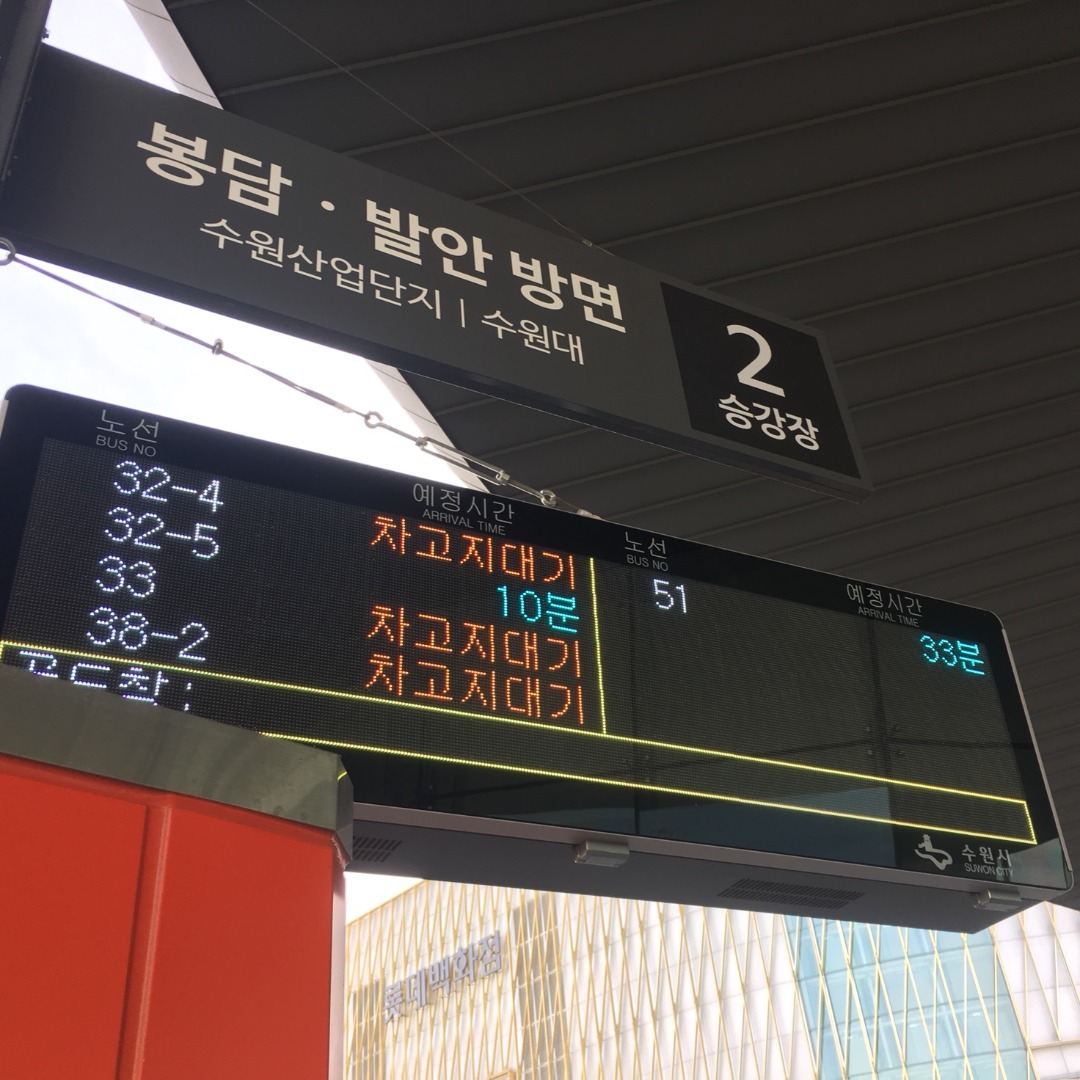 봉담 · 발안 방면
수원산업단지 | 수원대
2
승강장
노선
BUS NO
예정시간
ARRIVAL TIME
32-4 차고지대기
32-5 10분
33 차고지대기
38-2 차고지대기
노선
BUS NO
예정시간
ARRIVAL TIME
51 33분
수원시
SUWON CITY
롯데백화점